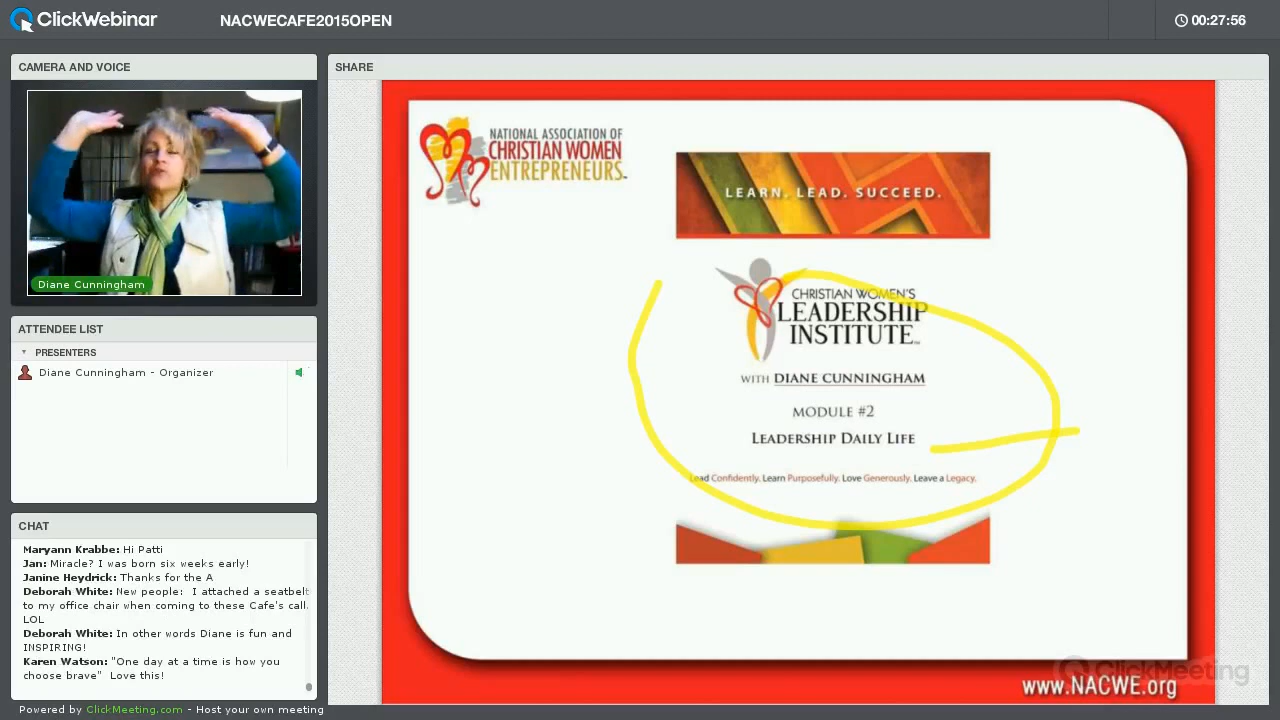 ClickWebinar
NACWECAFE2015OPEN
00:27:56
CAMERA AND VOICE
Diane Cunningham
ATTENDEE LIST
PRESENTERS
Diane Cunningham - Organizer
CHAT
Maryann Krabbe: Hi Patti
Jan: Miracle? I was born six weeks early!
Janine Heydrick: Thanks for the A
Deborah White: New people: I attached a seatbelt
to my desk chair when coming to these Cafe's call.
LOL
Deborah White: In other words Diane is fun and
INSPIRING!
Karen: "One day at a time is how you
choose to live" Love this!
Powered by ClickMeeting.com - Host your own meeting
SHARE
NATIONAL ASSOCIATION OF
CHRISTIAN WOMEN
ENTREPRENEURS™
LEARN. LEAD. SUCCEED.
CHRISTIAN WOMEN'S
LEADERSHIP
INSTITUTE™
WITH DIANE CUNNINGHAM
MODULE #2
LEADERSHIP DAILY LIFE
Lead Confidently. Learn Purposefully. Love Generously. Leave a Legacy.
ClickMeeting
www.NACWE.org